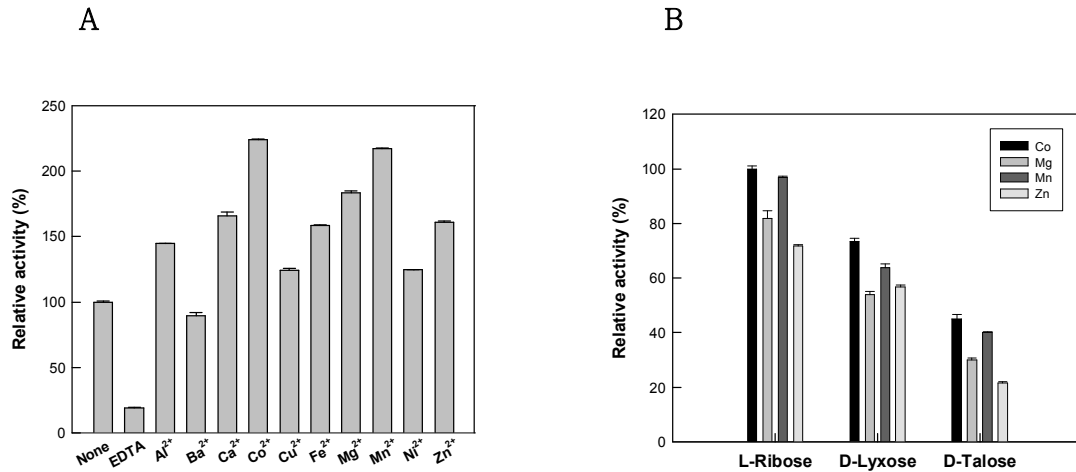 A
Relative activity (%)
250
200
150
100
50
0
None EDTA Al²⁺ Ba²⁺ Ca²⁺ Co²⁺ Cu²⁺ Fe²⁺ Mg²⁺ Mn²⁺ Ni²⁺ Zn²⁺
B
Relative activity (%)
120
100
80
60
40
20
0
Co
Mg
Mn
Zn
L-Ribose D-Lyxose D-Talose